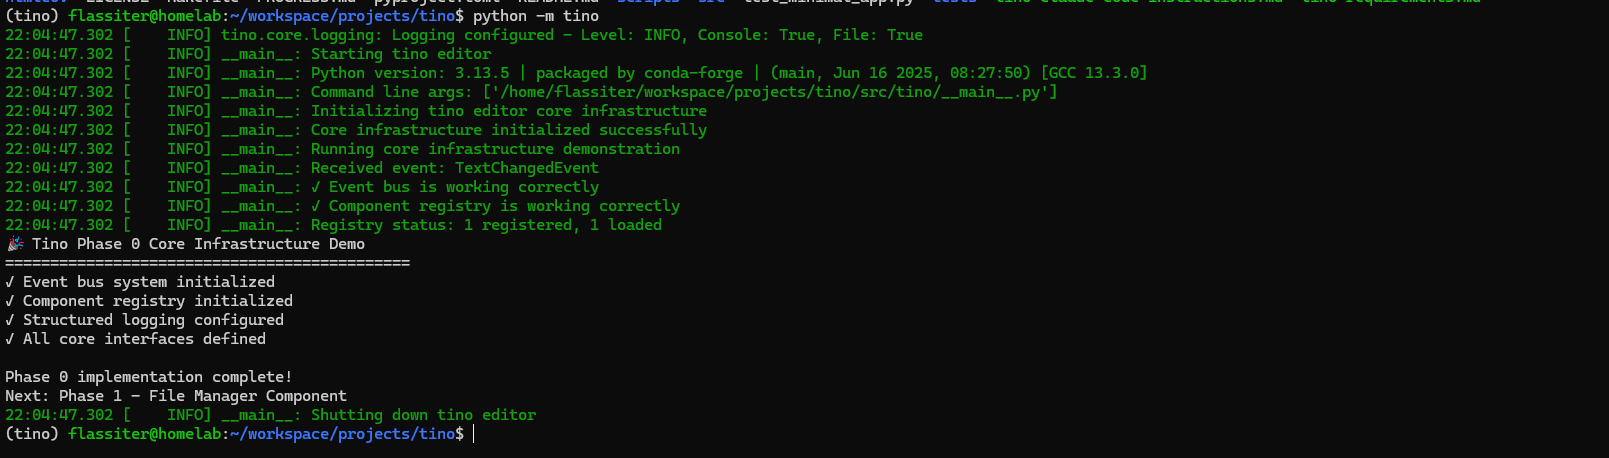 (tino) flassiter@homelab:~/workspace/projects/tino$ python -m tino
22:04:47.302 [    INFO] tino.core.logging: Logging configured - Level: INFO, Console: True, File: True
22:04:47.302 [    INFO] __main__: Starting tino editor
22:04:47.302 [    INFO] __main__: Python version: 3.13.5 | packaged by conda-forge | (main, Jun 16 2025, 08:27:50) [GCC 13.3.0]
22:04:47.302 [    INFO] __main__: Command line args: ['/home/flassiter/workspace/projects/tino/src/tino/__main__.py']
22:04:47.302 [    INFO] __main__: Initializing tino editor core infrastructure
22:04:47.302 [    INFO] __main__: Core infrastructure initialized successfully
22:04:47.302 [    INFO] __main__: Running core infrastructure demonstration
22:04:47.302 [    INFO] __main__: Received event: TextChangedEvent
22:04:47.302 [    INFO] __main__: ✓ Event bus is working correctly
22:04:47.302 [    INFO] __main__: ✓ Component registry is working correctly
22:04:47.302 [    INFO] __main__: Registry status: 1 registered, 1 loaded
🎉 Tino Phase 0 Core Infrastructure Demo
=============================================
✓ Event bus system initialized
✓ Component registry initialized
✓ Structured logging configured
✓ All core interfaces defined

Phase 0 implementation complete!
Next: Phase 1 - File Manager Component
22:04:47.302 [    INFO] __main__: Shutting down tino editor
(tino) flassiter@homelab:~/workspace/projects/tino$